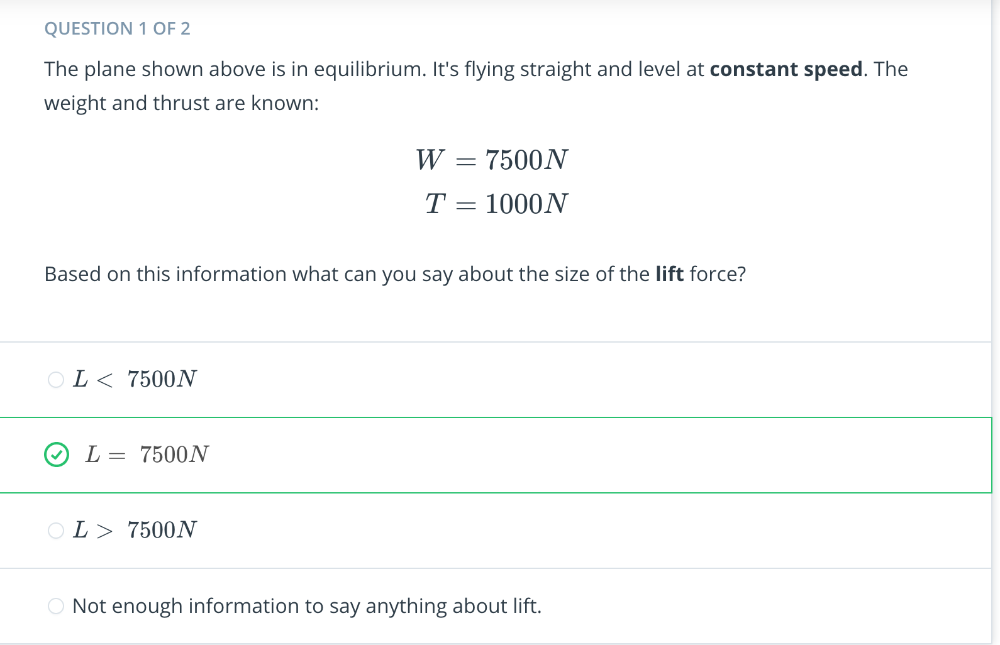 QUESTION 1 OF 2
The plane shown above is in equilibrium. It's flying straight and level at constant speed. The
weight and thrust are known:
W = 7500N
T = 1000N
Based on this information what can you say about the size of the lift force?
L < 7500N
L = 7500N
L > 7500N
Not enough information to say anything about lift.